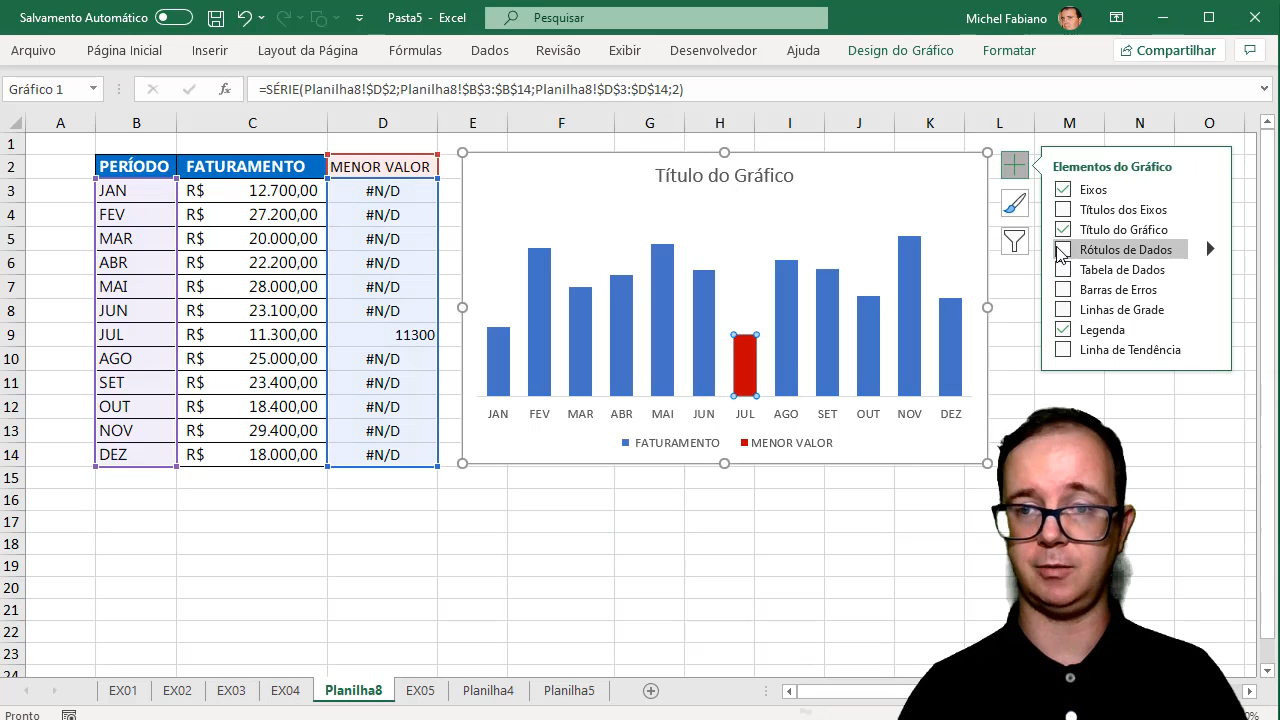 Salvamento Automático
Pasta5 - Excel
Pesquisar
Michel Fabiano
Arquivo
Página Inicial
Inserir
Layout da Página
Fórmulas
Dados
Revisão
Exibir
Desenvolvedor
Ajuda
Design do Gráfico
Formatar
Compartilhar
Gráfico 1
fx
=SÉRIE(Planilha8!$D$2;Planilha8!$B$3:$B$14;Planilha8!$D$3:$D$14;2)
A B C D E F G H I J K L M N O
1
2 PERÍODO FATURAMENTO MENOR VALOR
3 JAN R$ 12.700,00 #N/D
4 FEV R$ 27.200,00 #N/D
5 MAR R$ 20.000,00 #N/D
6 ABR R$ 22.200,00 #N/D
7 MAI R$ 28.000,00 #N/D
8 JUN R$ 23.100,00 #N/D
9 JUL R$ 11.300,00 11300
10 AGO R$ 25.000,00 #N/D
11 SET R$ 23.400,00 #N/D
12 OUT R$ 18.400,00 #N/D
13 NOV R$ 29.400,00 #N/D
14 DEZ R$ 18.000,00 #N/D
15
16
17
18
19
20
21
22
23
24
Título do Gráfico
JAN FEV MAR ABR MAI JUN JUL AGO SET OUT NOV DEZ
FATURAMENTO MENOR VALOR
Elementos do Gráfico
Eixos
Títulos dos Eixos
Título do Gráfico
Rótulos de Dados
Tabela de Dados
Barras de Erros
Linhas de Grade
Legenda
Linha de Tendência
EX01 EX02 EX03 EX04 Planilha8 EX05 Planilha4 Planilha5
Pronto